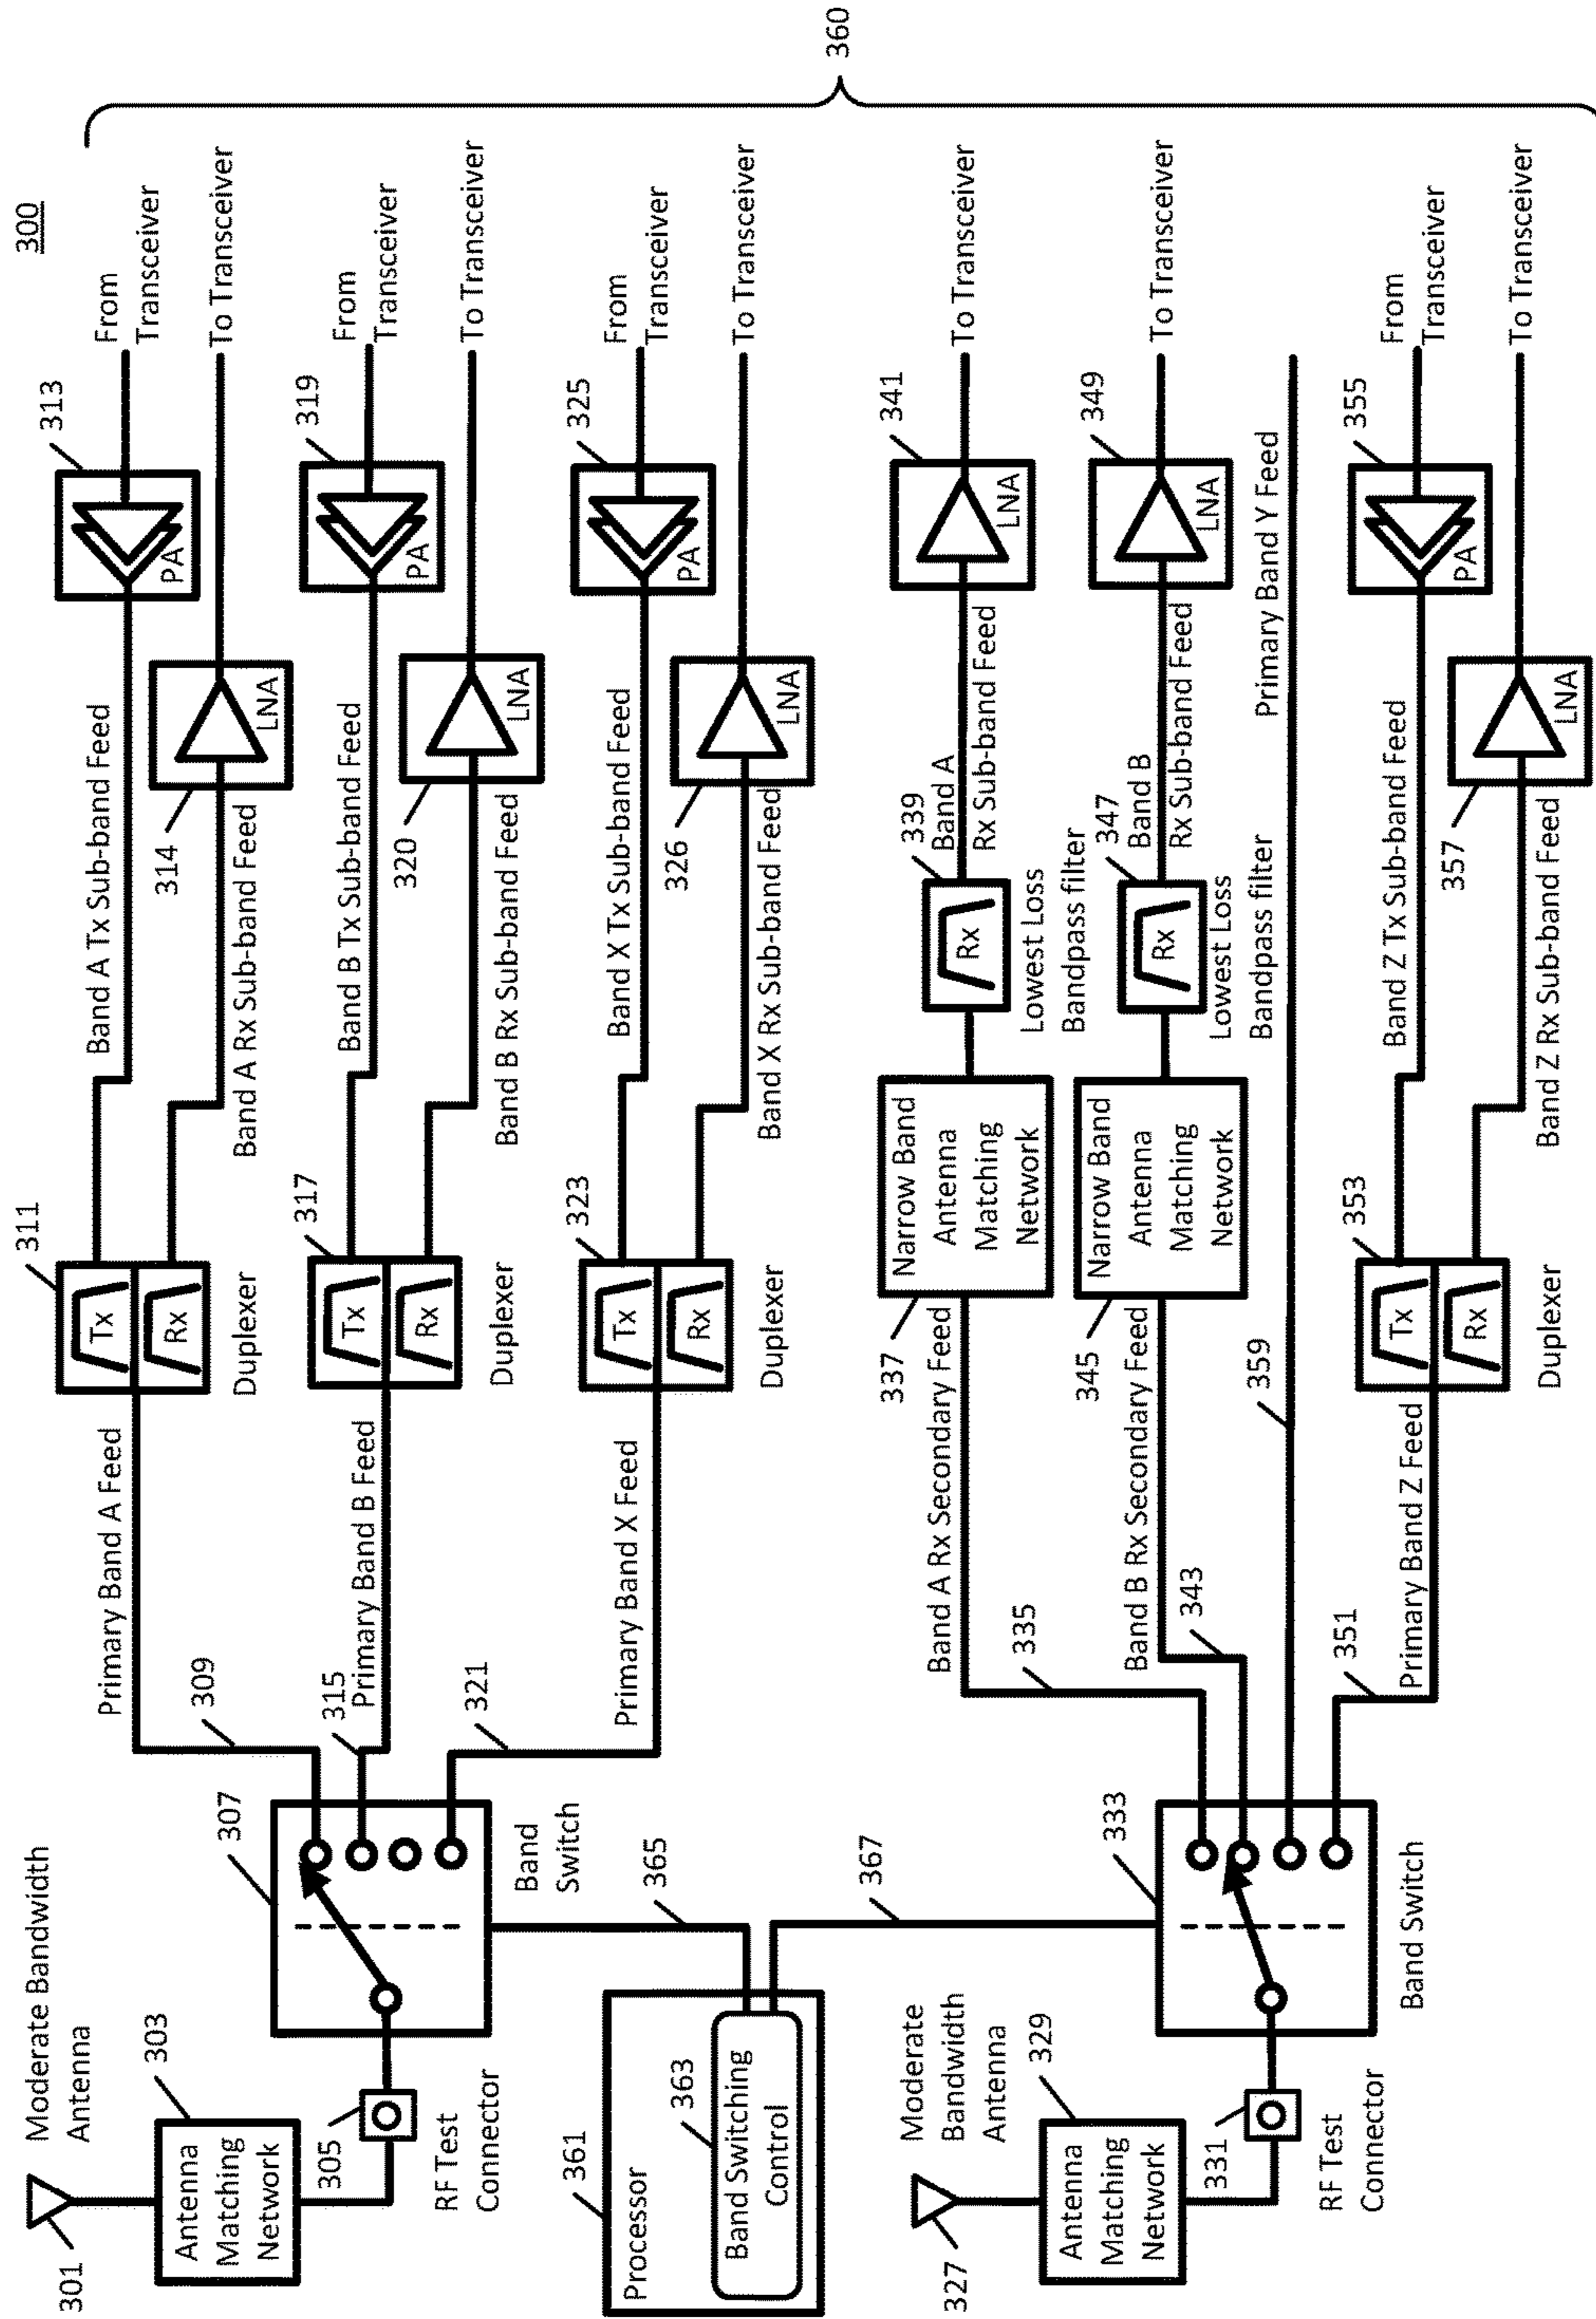 300
Moderate Bandwidth
Antenna
301
303
Antenna
Matching
Network
305
RF Test
Connector
307
Band
Switch
309
Primary Band A Feed
311
Tx
Rx
Duplexer
Band A Tx Sub-band Feed
313
PA
From
Transceiver
Band A Rx Sub-band Feed
314
LNA
To Transceiver
315
Primary Band B Feed
317
Tx
Rx
Duplexer
Band B Tx Sub-band Feed
319
PA
From
Transceiver
Band B Rx Sub-band Feed
320
LNA
To Transceiver
321
Primary Band X Feed
323
Tx
Rx
Duplexer
Band X Tx Sub-band Feed
325
PA
From
Transceiver
Band X Rx Sub-band Feed
326
LNA
To Transceiver
360
361
Processor
363
Band Switching
Control
365
367
Moderate
Bandwidth
Antenna
327
329
Antenna
Matching
Network
331
RF Test
Connector
333
Band Switch
335
Band A Rx Secondary Feed
337
Narrow Band
Antenna
Matching
Network
339
Rx
Lowest Loss
Bandpass filter
Band A
Rx Sub-band Feed
341
LNA
To Transceiver
343
Band B Rx Secondary Feed
345
Narrow Band
Antenna
Matching
Network
347
Rx
Lowest Loss
Bandpass filter
Band B
Rx Sub-band Feed
349
LNA
To Transceiver
359
Primary Band Y Feed
351
Primary Band Z Feed
353
Tx
Rx
Duplexer
Band Z Tx Sub-band Feed
355
PA
From
Transceiver
Band Z Rx Sub-band Feed
357
LNA
To Transceiver